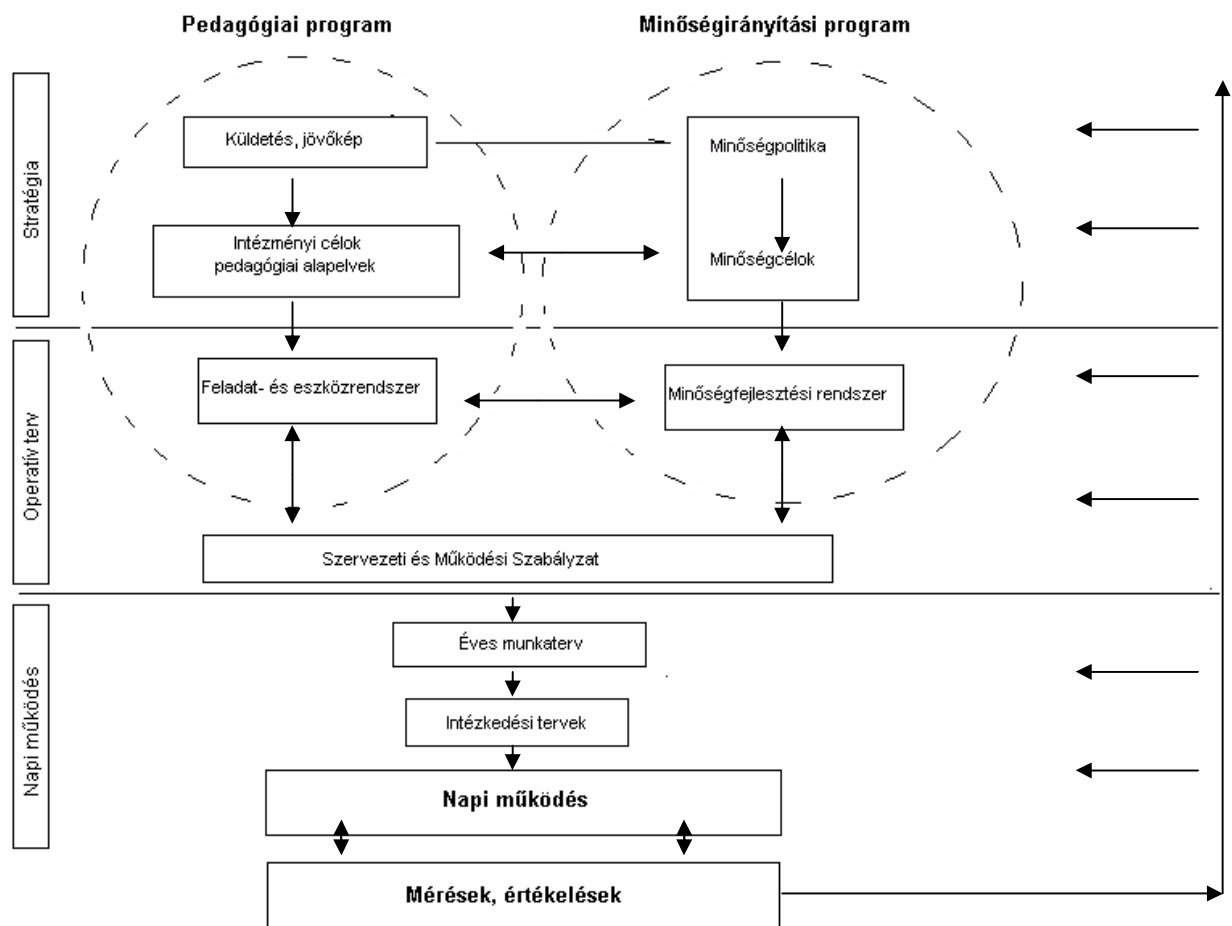 Pedagógiai program
Minőségirányítási program
Stratégia
Küldetés, jövőkép
Minőségpolitika
Intézményi célok
pedagógiai alapelvek
Minőségcélok
Operatív terv
Feladat- és eszközrendszer
Minőségfejlesztési rendszer
Szervezeti és Működési Szabályzat
Napi működés
Éves munkaterv
Intézkedési tervek
Napi működés
Mérések, értékelések